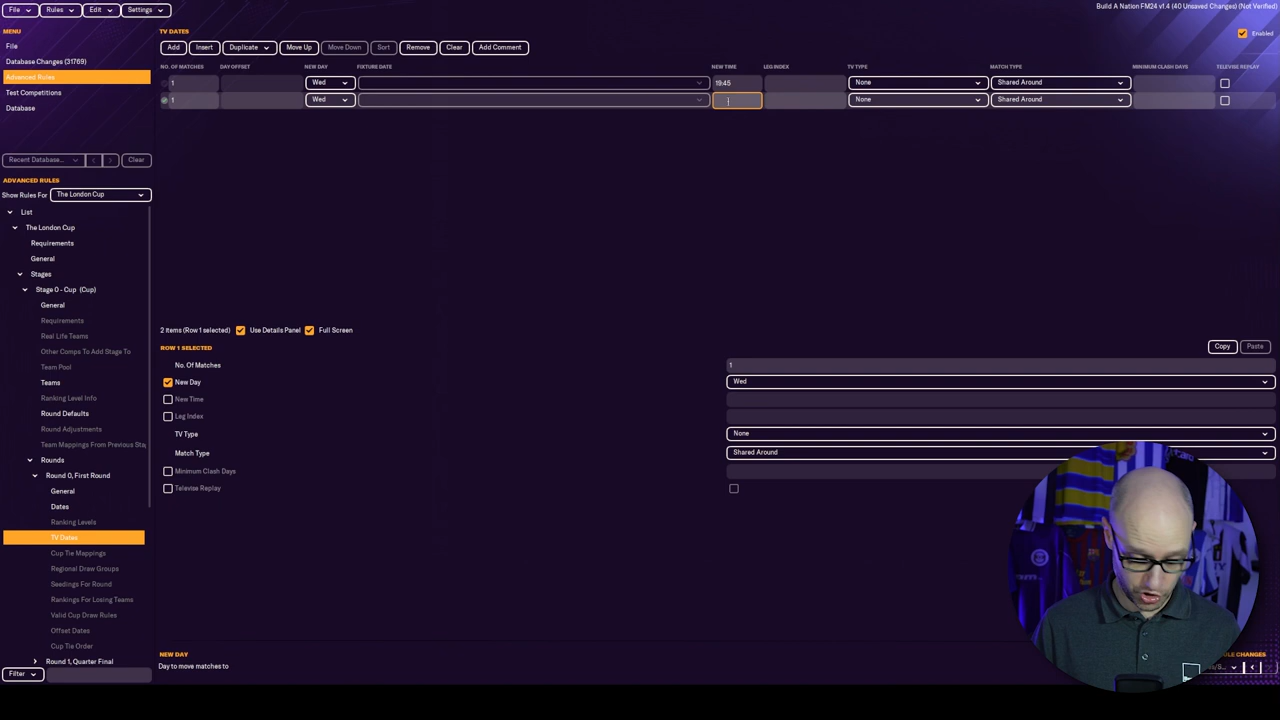 File Rules Edit Settings
Build A Nation FM24 v1.4 (40 Unsaved Changes) (Not Verified)
MENU
File
Database Changes (31769)
Advanced Rules
Test Competitions
Database
Recent Database... Clear
ADVANCED RULES
Show Rules For The London Cup
List
The London Cup
Requirements
General
Stages
Stage 0 - Cup (Cup)
General
Requirements
Real Life Teams
Other Comps To Add Stage To
Team Pool
Teams
Ranking Level Info
Round Defaults
Round Adjustments
Team Mappings From Previous Sta
Rounds
Round 0, First Round
General
Dates
Ranking Levels
TV Dates
Cup Tie Mappings
Regional Draw Groups
Seedings For Round
Rankings For Losing Teams
Valid Cup Draw Rules
Offset Dates
Cup Tie Order
Round 1, Quarter Final
Filter
TV DATES
Enabled
Add Insert Duplicate Move Up Move Down Sort Remove Clear Add Comment
NO. OF MATCHES DAY OFFSET NEW DAY FIXTURE DATE NEW TIME LEG INDEX TV TYPE MATCH TYPE MINIMUM CLASH DAYS TELEVISE REPLAY
1 Wed 19:45 None Shared Around
1 Wed None Shared Around
2 Items (Row 1 selected) Use Details Panel Full Screen
ROW 1 SELECTED
Copy Paste
No. Of Matches 1
New Day Wed
New Time
Leg Index
TV Type None
Match Type Shared Around
Minimum Clash Days
Televise Replay
NEW DAY
Day to move matches to
CHANGES